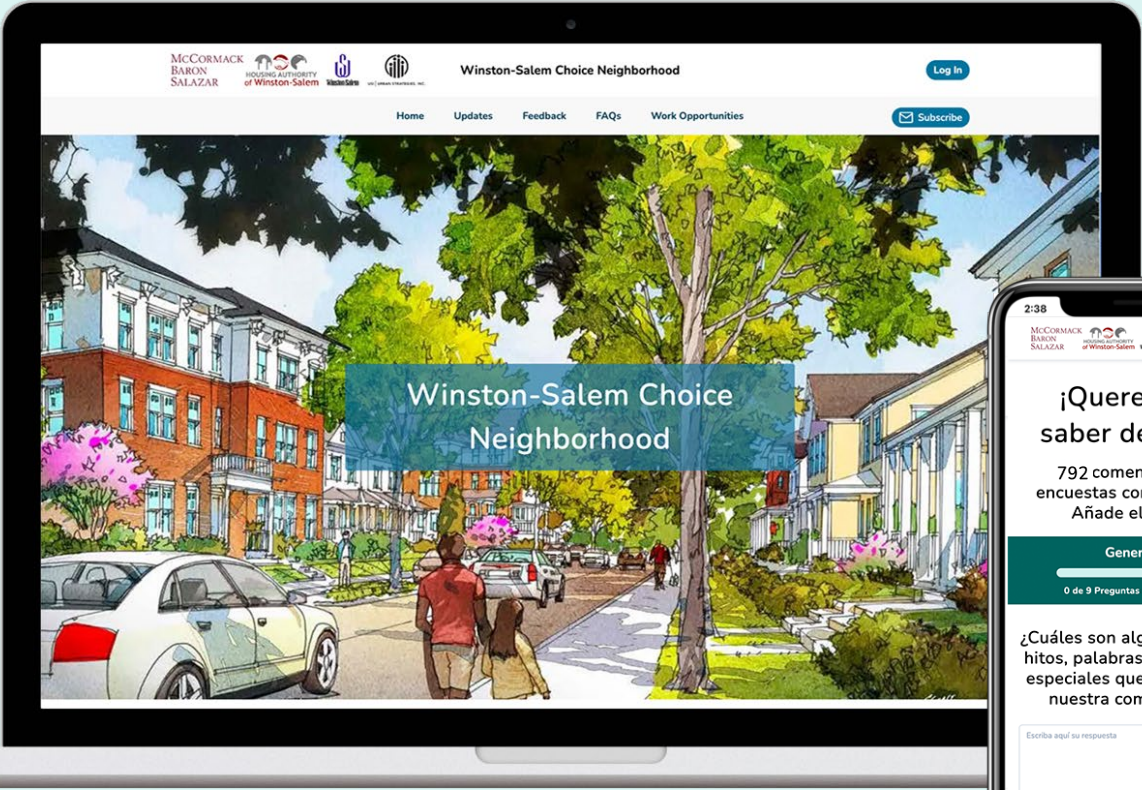 McCORMACK
BARON
SALAZAR
HOUSING AUTHORITY
of Winston-Salem
Winston-Salem
Winston-Salem Choice Neighborhood
Log In
Home Updates Feedback FAQs Work Opportunities
Subscribe
Winston-Salem Choice
Neighborhood
2:38
McCORMACK
BARON
SALAZAR
HOUSING AUTHORITY
of Winston-Salem
¡Quere
saber de
792 comen
encuestas co
Añade el
Gener
0 de 9 Preguntas
¿Cuáles son alg
hitos, palabras
especiales que
nuestra com
Escriba aquí su respuesta